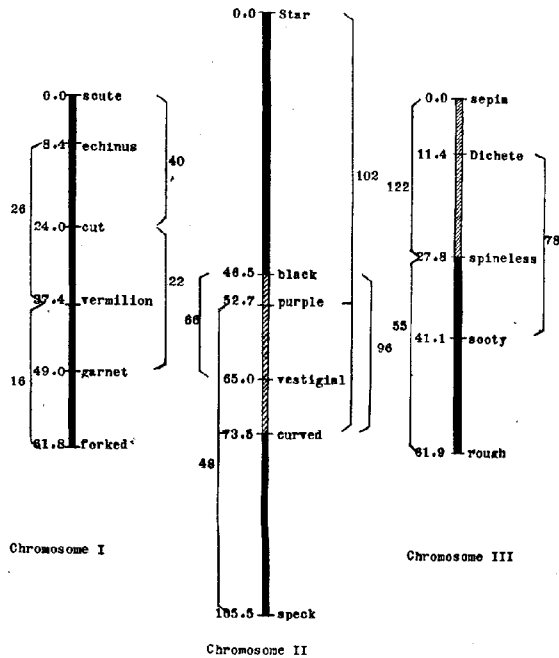 0.0 Star
0.0 scute
8.4 echinus
24.0 cut
37.4 vermilion
49.0 garnet
61.8 forked
26
16
40
22
Chromosome I
46.5 black
52.7 purple
65.0 vestigial
73.5 curved
105.5 speck
66
48
102
96
Chromosome II
0.0 sepia
11.4 Dichete
27.8 spineless
41.1 sooty
61.9 rough
122
55
78
Chromosome III